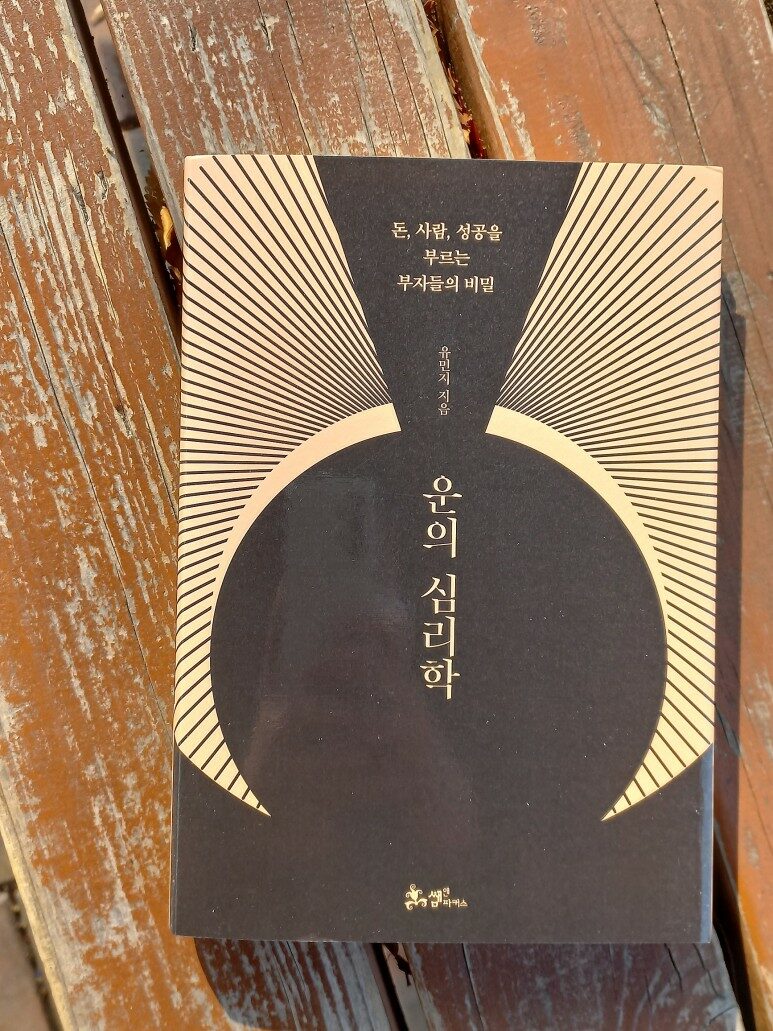 돈, 사람, 성공을
부르는
부자들의 비밀
유민지 지음
운의 심리학
쌤앤파커스